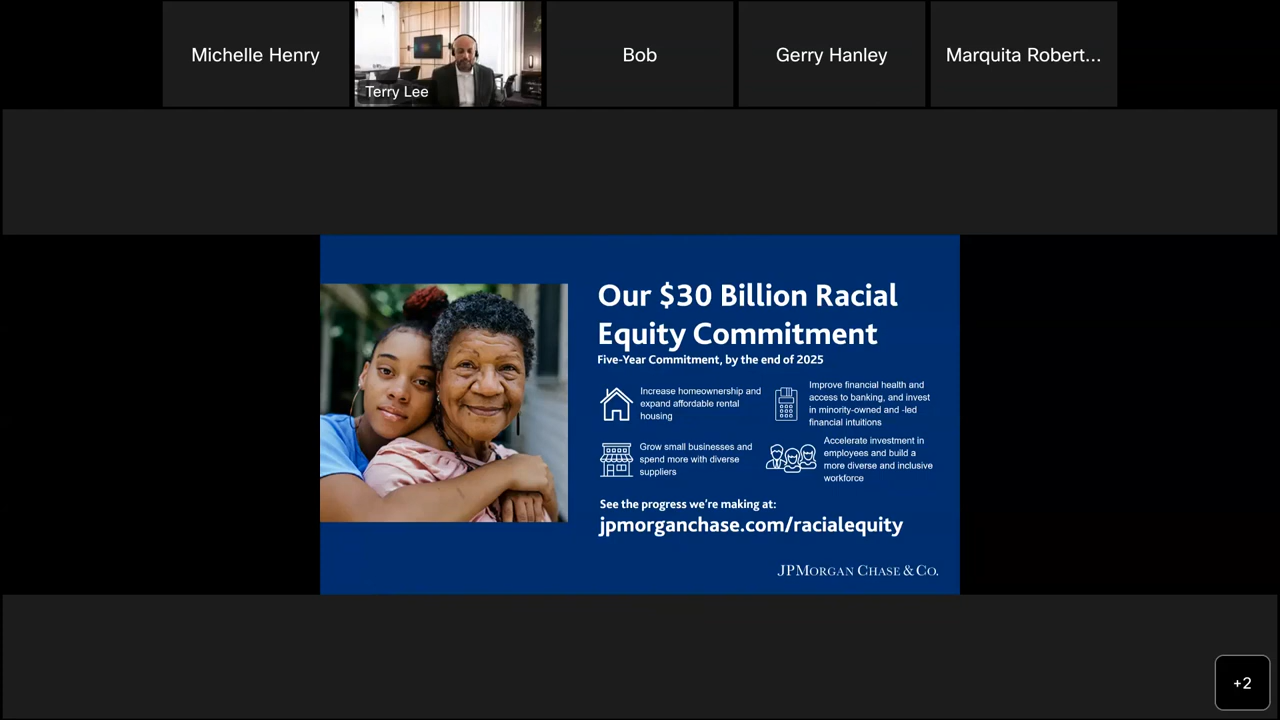 Michelle Henry
Terry Lee
Bob
Gerry Hanley
Marquita Robert...
Our $30 Billion Racial
Equity Commitment
Five-Year Commitment, by the end of 2025
Increase homeownership and
expand affordable rental
housing
Improve financial health and
access to banking, and invest
in minority-owned and -led
financial intuitions
Grow small businesses and
spend more with diverse
suppliers
Accelerate investment in
employees and build a
more diverse and inclusive
workforce
See the progress we're making at:
jpmorganchase.com/racialequity
JPMORGAN CHASE & CO.
+2